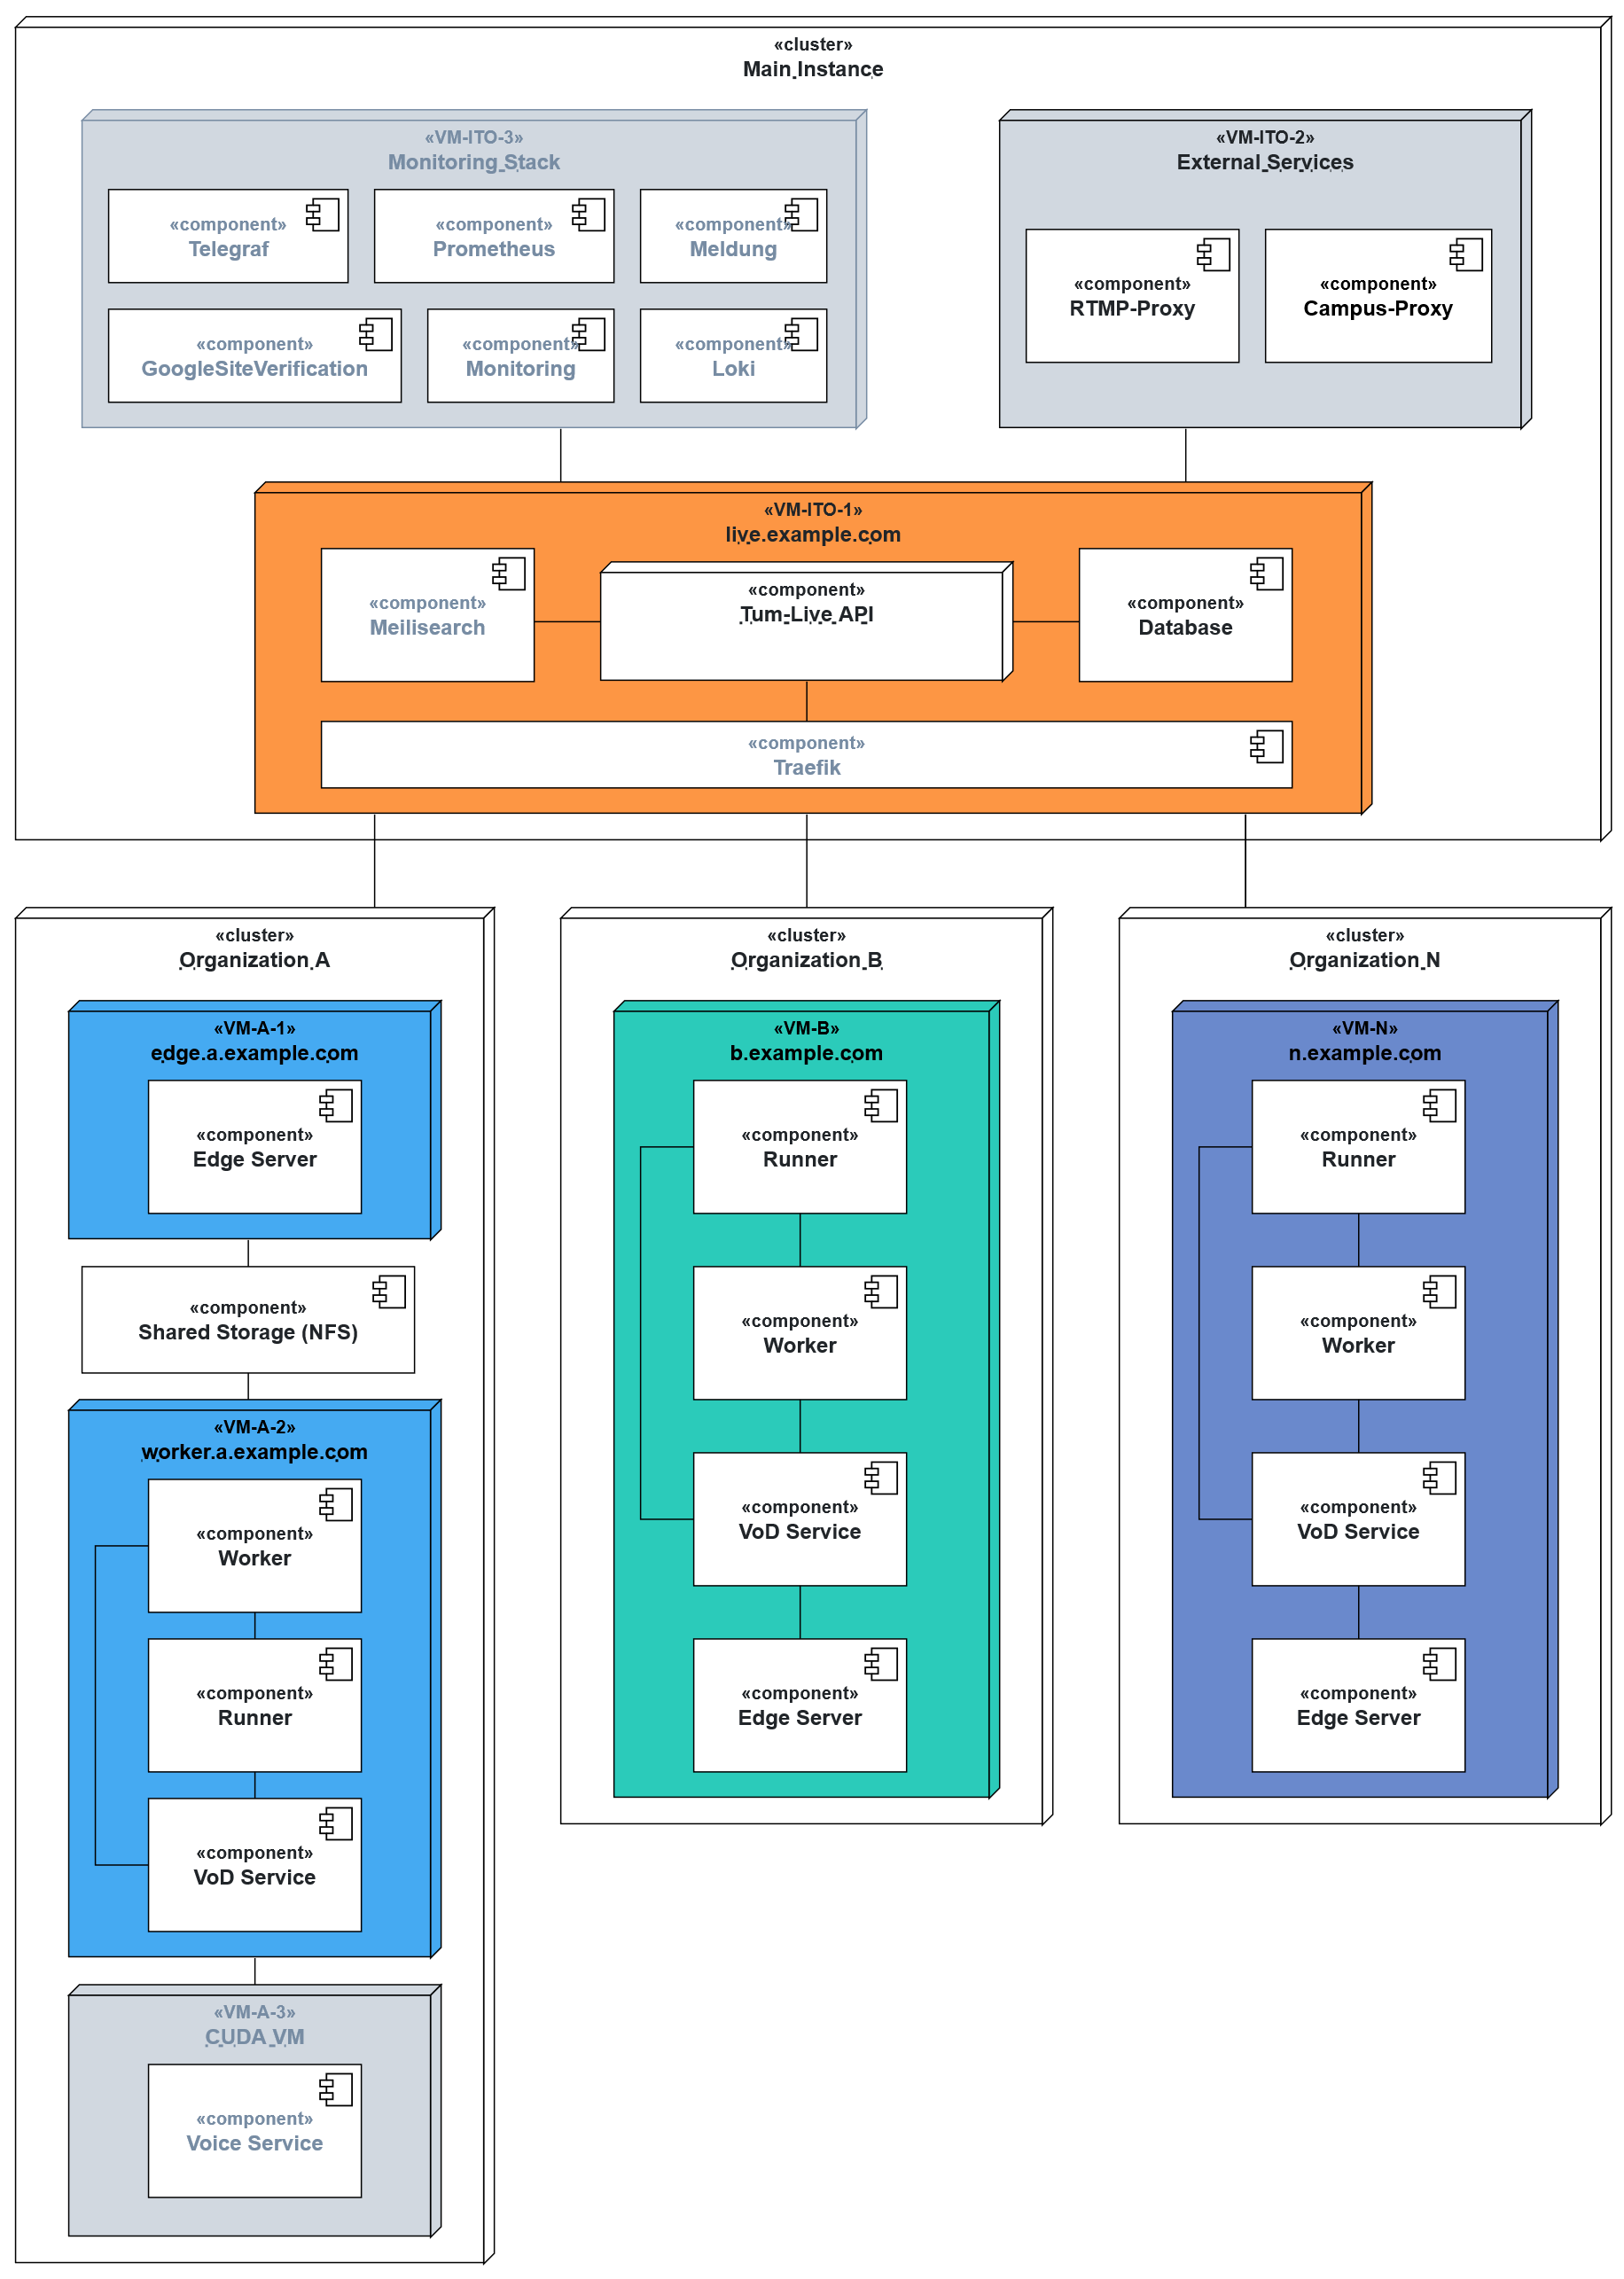 «cluster»
Main Instance
«VM-ITO-3»
Monitoring Stack
«component»
Telegraf
«component»
Prometheus
«component»
Meldung
«component»
GoogleSiteVerification
«component»
Monitoring
«component»
Loki
«VM-ITO-2»
External Services
«component»
RTMP-Proxy
«component»
Campus-Proxy
«VM-ITO-1»
live.example.com
«component»
Meilisearch
«component»
Tum-Live API
«component»
Database
«component»
Traefik
«cluster»
Organization A
«VM-A-1»
edge.a.example.com
«component»
Edge Server
«component»
Shared Storage (NFS)
«VM-A-2»
worker.a.example.com
«component»
Worker
«component»
Runner
«component»
VoD Service
«VM-A-3»
CUDA VM
«component»
Voice Service
«cluster»
Organization B
«VM-B»
b.example.com
«component»
Runner
«component»
Worker
«component»
VoD Service
«component»
Edge Server
«cluster»
Organization N
«VM-N»
n.example.com
«component»
Runner
«component»
Worker
«component»
VoD Service
«component»
Edge Server